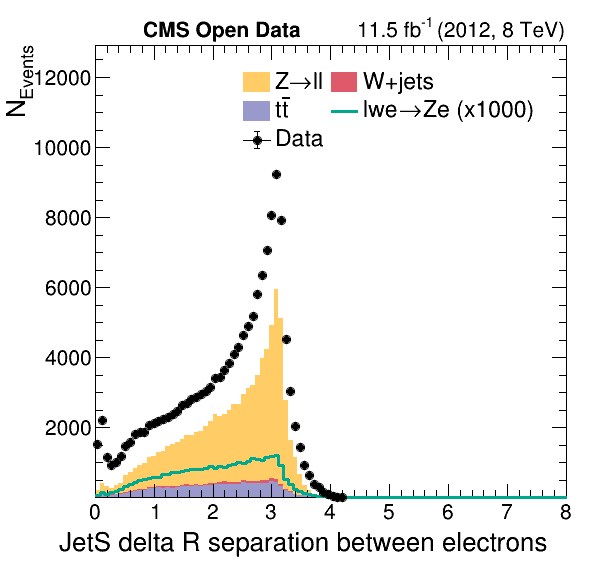 CMS Open Data
11.5 fb⁻¹ (2012, 8 TeV)
N_Events
12000
10000
8000
6000
4000
2000
Z→ll
W+jets
tt̄
lwe→Ze (x1000)
Data
0 1 2 3 4 5 6 7 8
JetS delta R separation between electrons